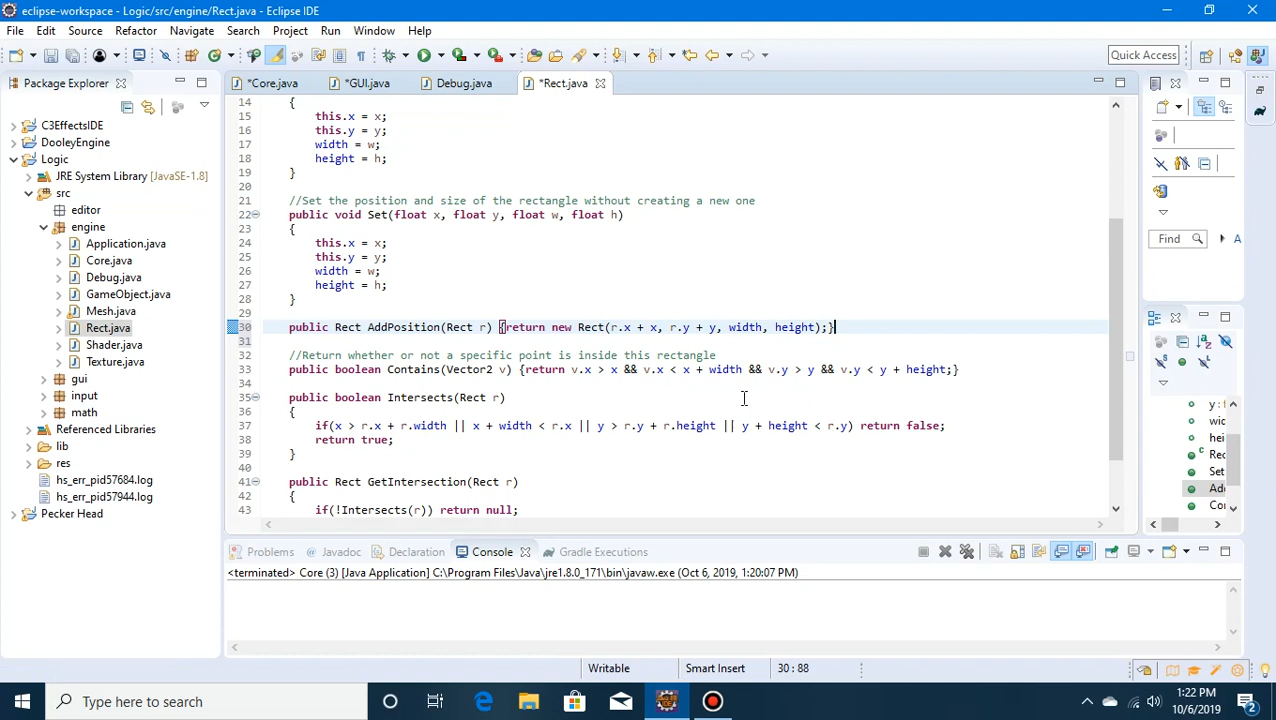 eclipse-workspace - Logic/src/engine/Rect.java - Eclipse IDE
File Edit Source Refactor Navigate Search Project Run Window Help
Quick Access
Package Explorer
*Core.java *GUI.java Debug.java *Rect.java
C3EffectsIDE
DooleyEngine
Logic
JRE System Library [JavaSE-1.8]
src
editor
engine
Application.java
Core.java
Debug.java
GameObject.java
Mesh.java
Rect.java
Shader.java
Texture.java
gui
input
math
Referenced Libraries
lib
res
hs_err_pid57684.log
hs_err_pid57944.log
Pecker Head
14 {
15 this.x = x;
16 this.y = y;
17 width = w;
18 height = h;
19 }
20
21 //Set the position and size of the rectangle without creating a new one
22 public void Set(float x, float y, float w, float h)
23 {
24 this.x = x;
25 this.y = y;
26 width = w;
27 height = h;
28 }
29
30 public Rect AddPosition(Rect r) {return new Rect(r.x + x, r.y + y, width, height);}
31
32 //Return whether or not a specific point is inside this rectangle
33 public boolean Contains(Vector2 v) {return v.x > x && v.x < x + width && v.y > y && v.y < y + height;}
34
35 public boolean Intersects(Rect r)
36 {
37 if(x > r.x + r.width || x + width < r.x || y > r.y + r.height || y + height < r.y) return false;
38 return true;
39 }
40
41 public Rect GetIntersection(Rect r)
42 {
43 if(!Intersects(r)) return null;
Find A
y : f
wid
hei
Rec
Set
Add
Cor
Problems Javadoc Declaration Console Gradle Executions
<terminated> Core (3) [Java Application] C:\Program Files\Java\jre1.8.0_171\bin\javaw.exe (Oct 6, 2019, 1:20:07 PM)
Writable Smart Insert 30 : 88
Type here to search
1:22 PM
10/6/2019
2